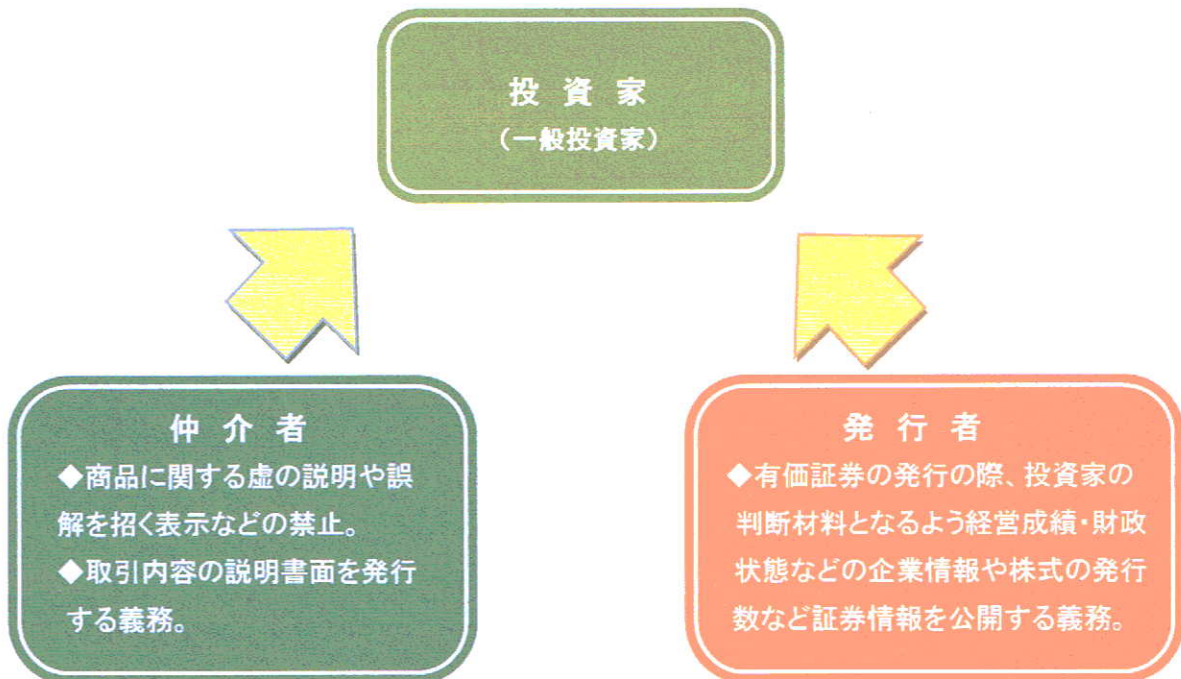 投資家
(一般投資家)
仲介者
◆商品に関する虚の説明や誤
解を招く表示などの禁止。
◆取引内容の説明書面を発行
する義務。
発行者
◆有価証券の発行の際、投資家の
判断材料となるよう経営成績・財政
状態などの企業情報や株式の発行
数など証券情報を公開する義務。